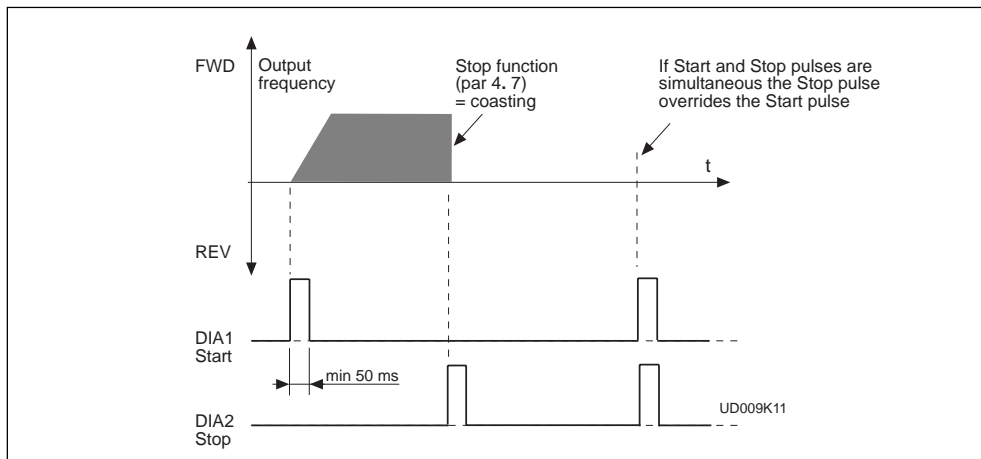 FWD
Output
frequency
Stop function
(par 4. 7)
= coasting
If Start and Stop pulses are
simultaneous the Stop pulse
overrides the Start pulse
t
REV
DIA1
Start
min 50 ms
DIA2
Stop
UD009K11